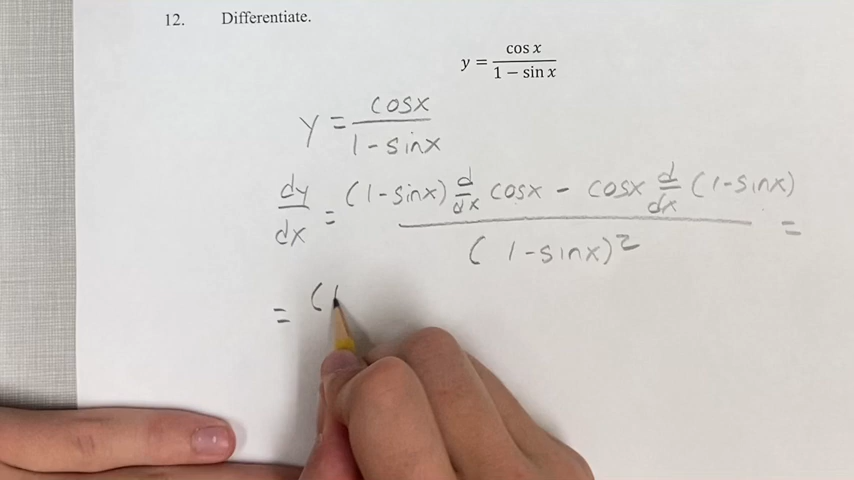 12. Differentiate.
y = cos x / 1 − sin x
y = cosx / 1-sinx
dy/dx = (1-sinx) d/dx cosx - cosx d/dx (1-sinx) / (1-sinx)² =
= (1